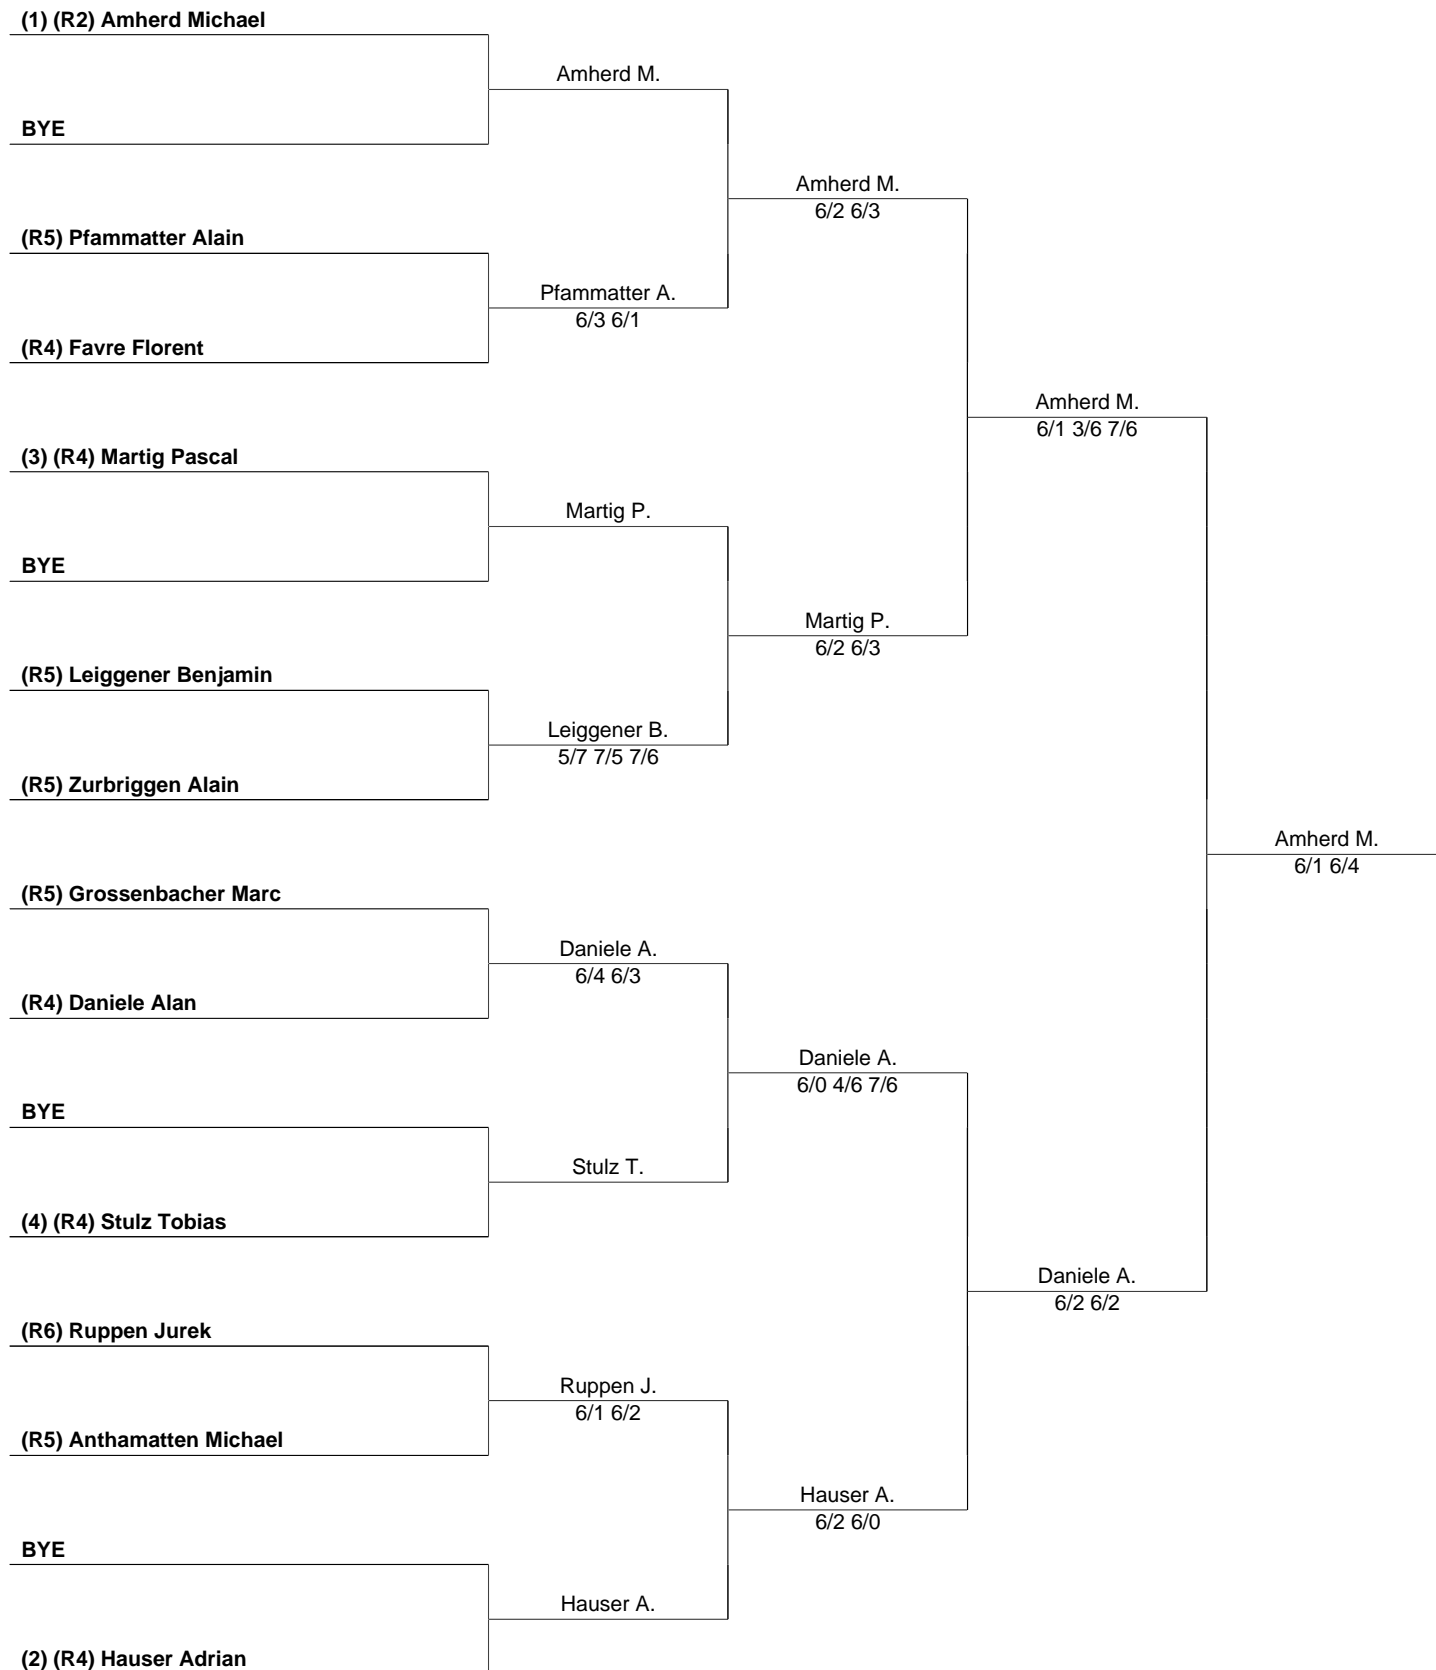 (1) (R2) Amherd Michael
Amherd M.
BYE
Amherd M.
6/2 6/3
(R5) Pfammatter Alain
Pfammatter A.
6/3 6/1
(R4) Favre Florent
Amherd M.
6/1 3/6 7/6
(3) (R4) Martig Pascal
Martig P.
BYE
Martig P.
6/2 6/3
(R5) Leiggener Benjamin
Leiggener B.
5/7 7/5 7/6
(R5) Zurbriggen Alain
Amherd M.
6/1 6/4
(R5) Grossenbacher Marc
Daniele A.
6/4 6/3
(R4) Daniele Alan
Daniele A.
6/0 4/6 7/6
BYE
Stulz T.
(4) (R4) Stulz Tobias
Daniele A.
6/2 6/2
(R6) Ruppen Jurek
Ruppen J.
6/1 6/2
(R5) Anthamatten Michael
Hauser A.
6/2 6/0
BYE
Hauser A.
(2) (R4) Hauser Adrian